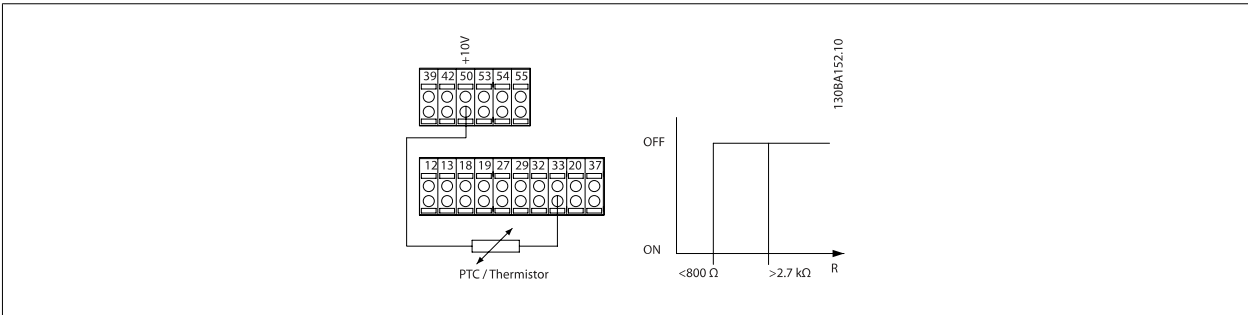 +10V
39 42 50 53 54 55
12 13 18 19 27 29 32 33 20 37
PTC / Thermistor
130BA152.10
OFF
ON
<800 Ω >2.7 kΩ R